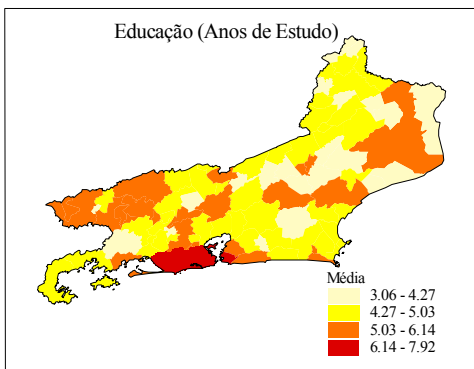 Educação (Anos de Estudo)
Média
3.06 - 4.27
4.27 - 5.03
5.03 - 6.14
6.14 - 7.92